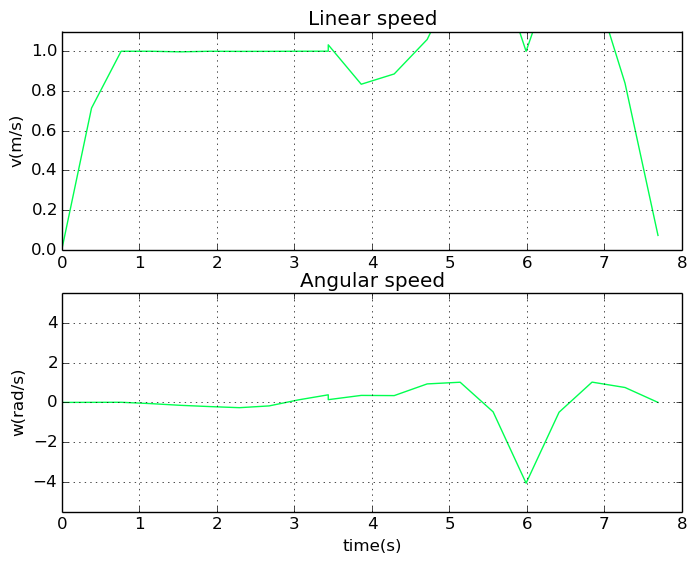 Linear speed
v(m/s)
1.0
0.8
0.6
0.4
0.2
0.0
0 1 2 3 4 5 6 7 8
Angular speed
w(rad/s)
4
2
0
−2
−4
0 1 2 3 4 5 6 7 8
time(s)